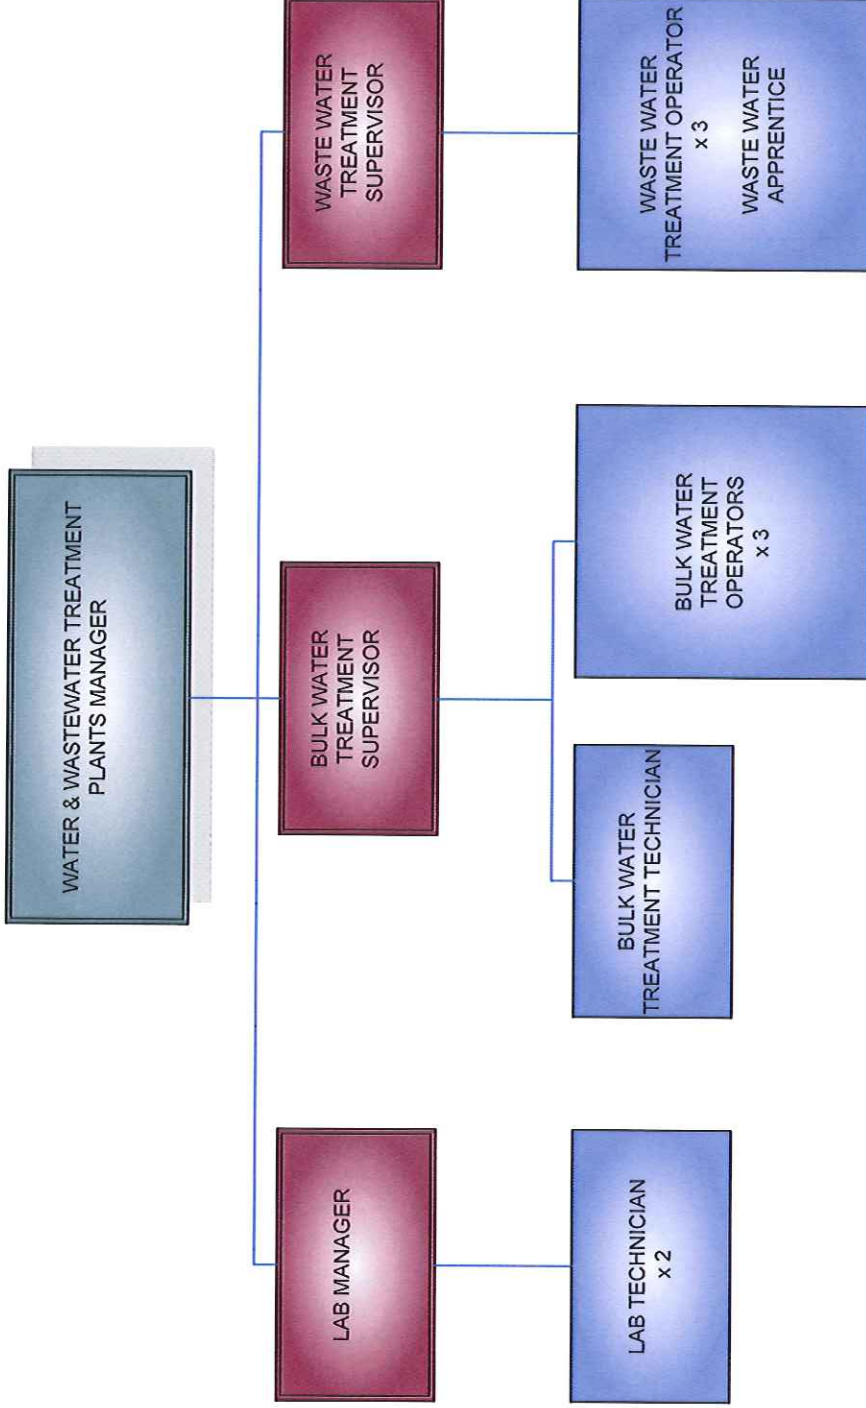 WATER & WASTEWATER TREATMENT
PLANTS MANAGER
LAB MANAGER
BULK WATER
TREATMENT
SUPERVISOR
WASTE WATER
TREATMENT
SUPERVISOR
LAB TECHNICIAN
x 2
BULK WATER
TREATMENT TECHNICIAN
BULK WATER
TREATMENT
OPERATORS
x 3
WASTE WATER
TREATMENT OPERATOR
x 3
WASTE WATER
APPRENTICE